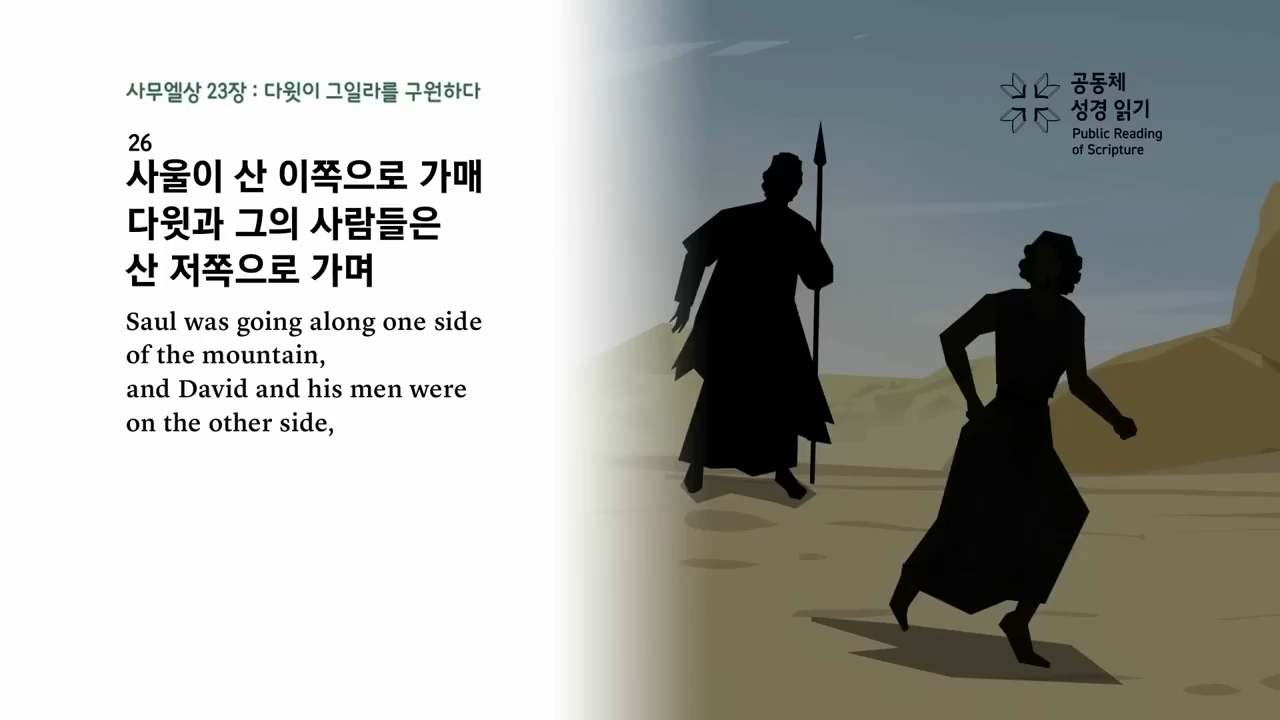 사무엘상 23장 : 다윗이 그일라를 구원하다
26
사울이 산 이쪽으로 가매
다윗과 그의 사람들은
산 저쪽으로 가며
Saul was going along one side
of the mountain,
and David and his men were
on the other side,
공동체
성경 읽기
Public Reading
of Scripture